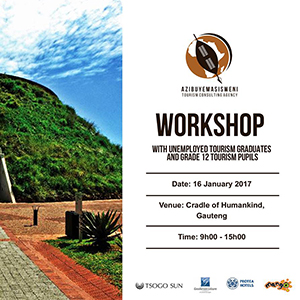 AZIBUYEMASISWENI
TOURISM CONSULTING AGENCY
WORKSHOP
WITH UNEMPLOYED TOURISM GRADUATES
AND GRADE 12 TOURISM PUPILS
Date: 16 January 2017
Venue: Cradle of Humankind,
Gauteng
Time: 9h00 - 15h00
TSOGO SUN
PROTEA
HOTELS
mango